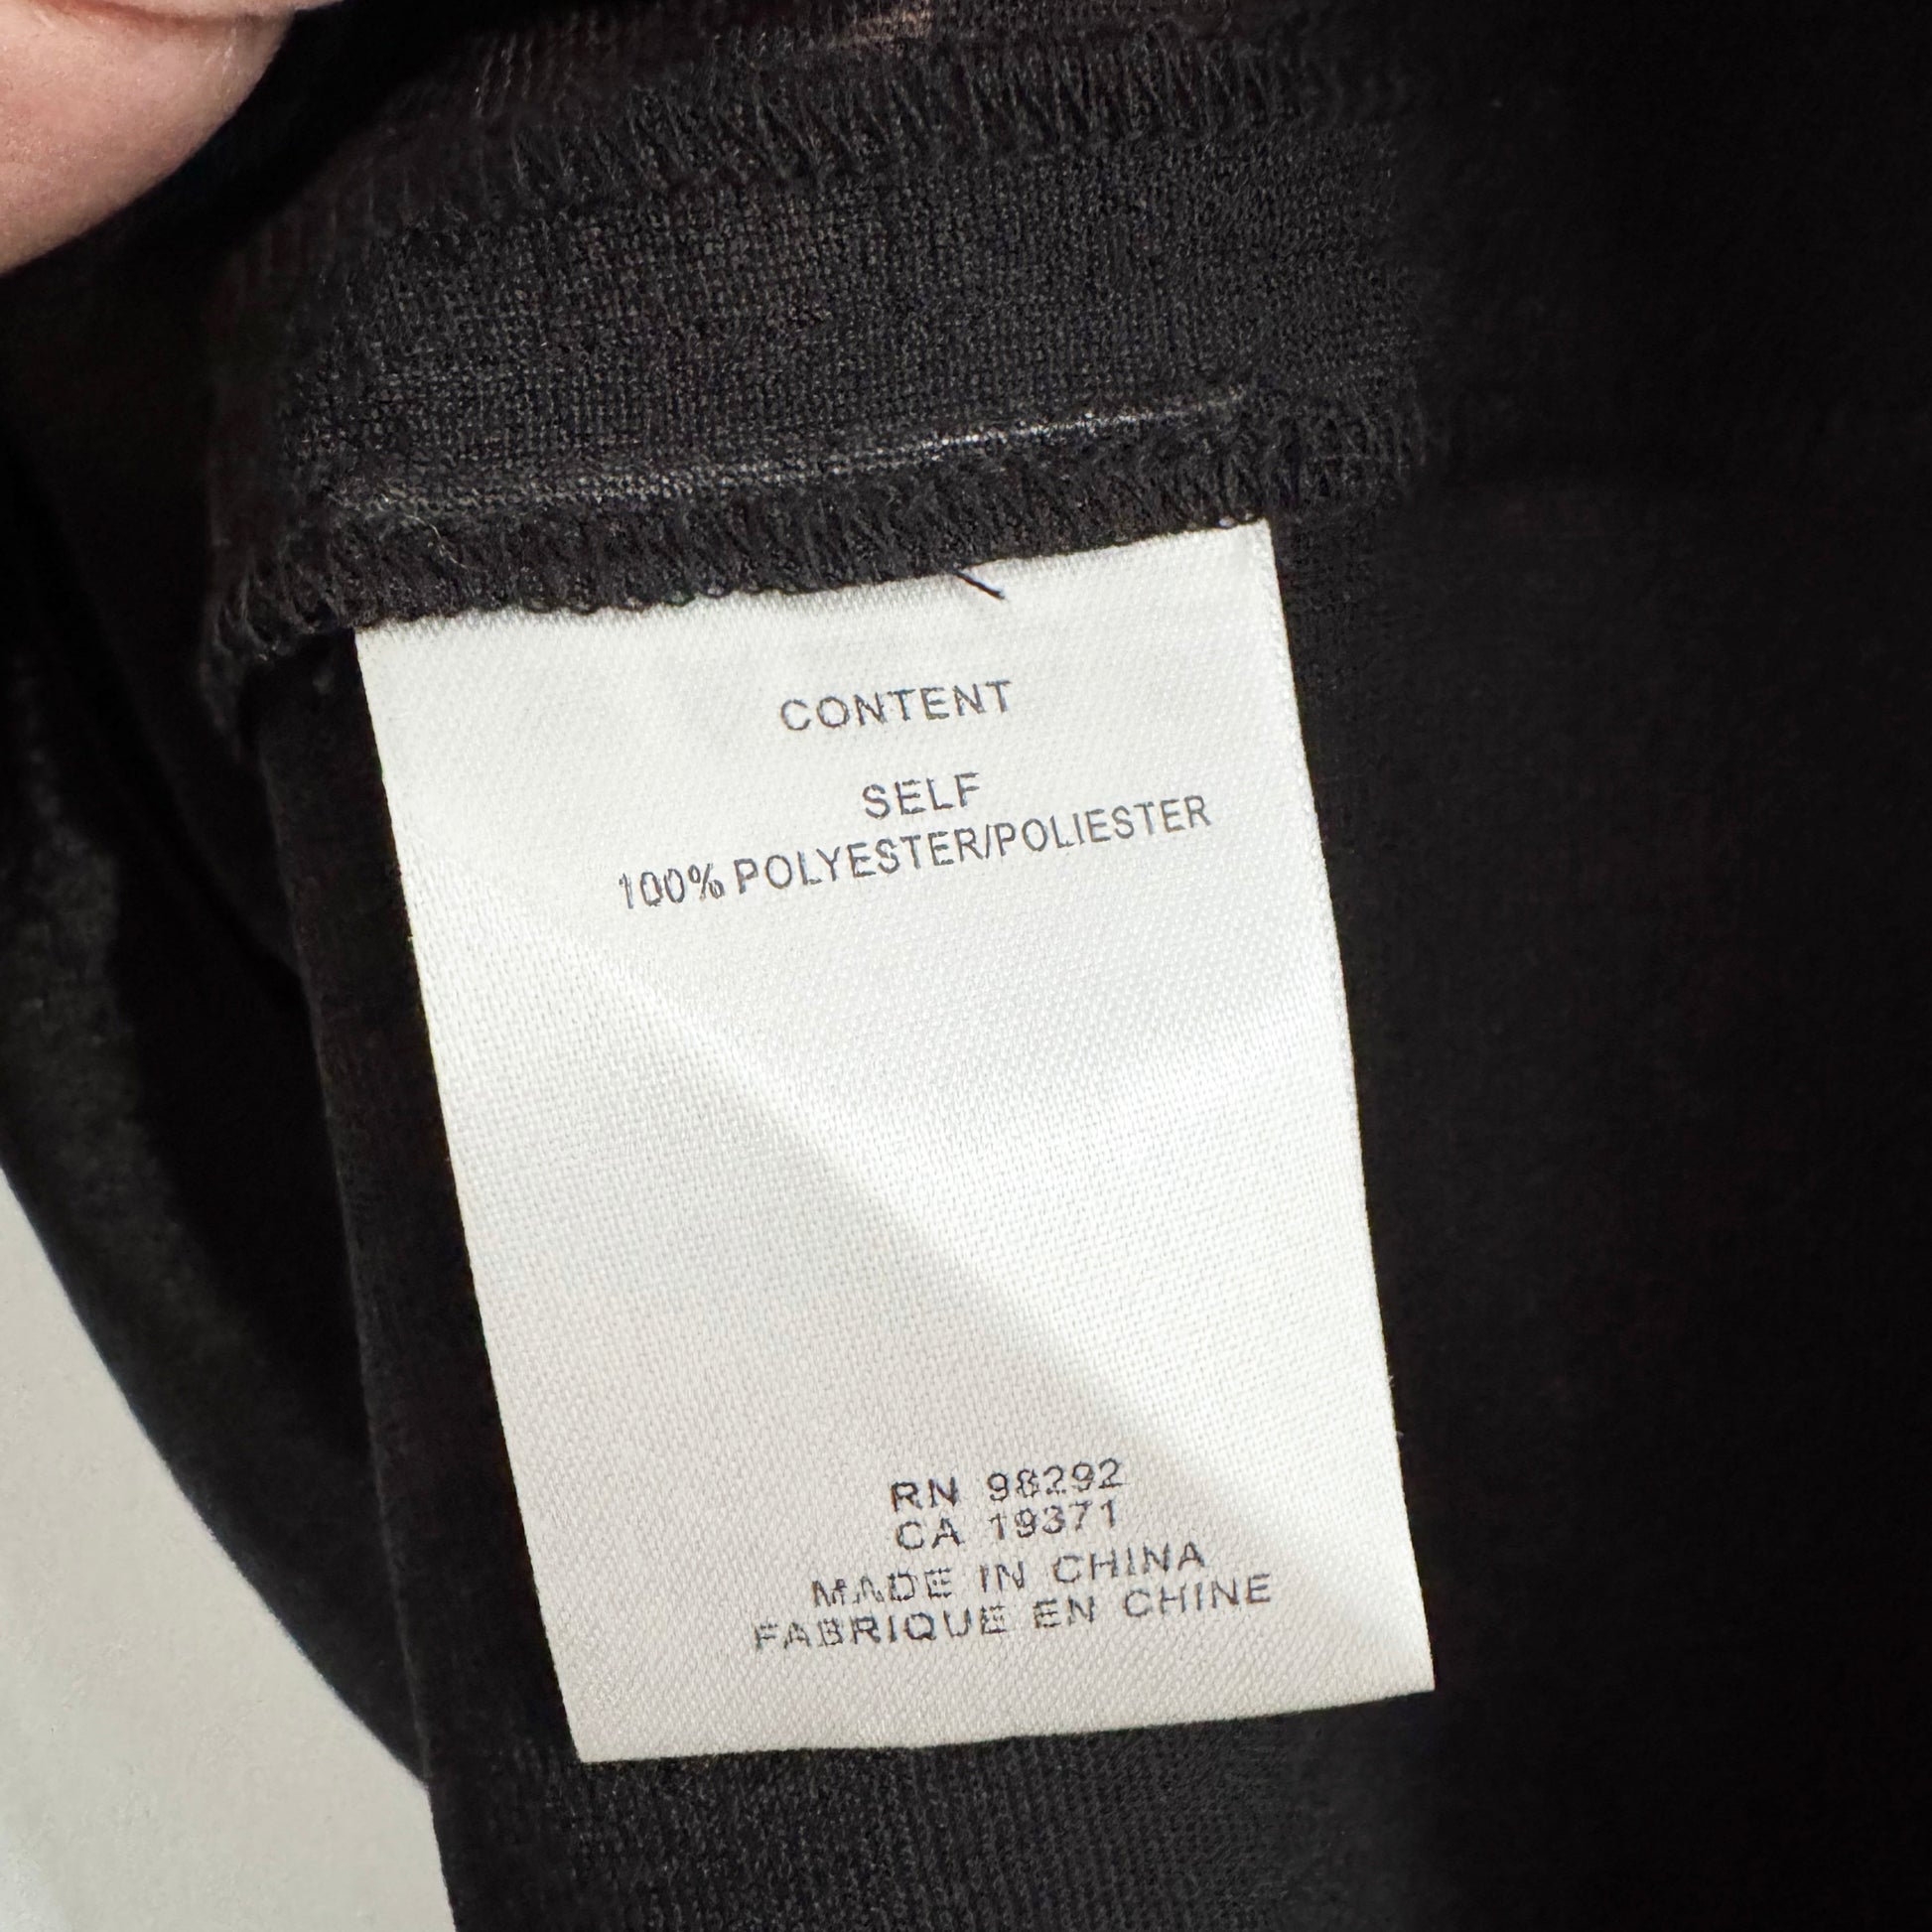 CONTENT
SELF
100% POLYESTER/POLIESTER
RN 98292
CA 19371
MADE IN CHINA
FABRIQUE EN CHINE